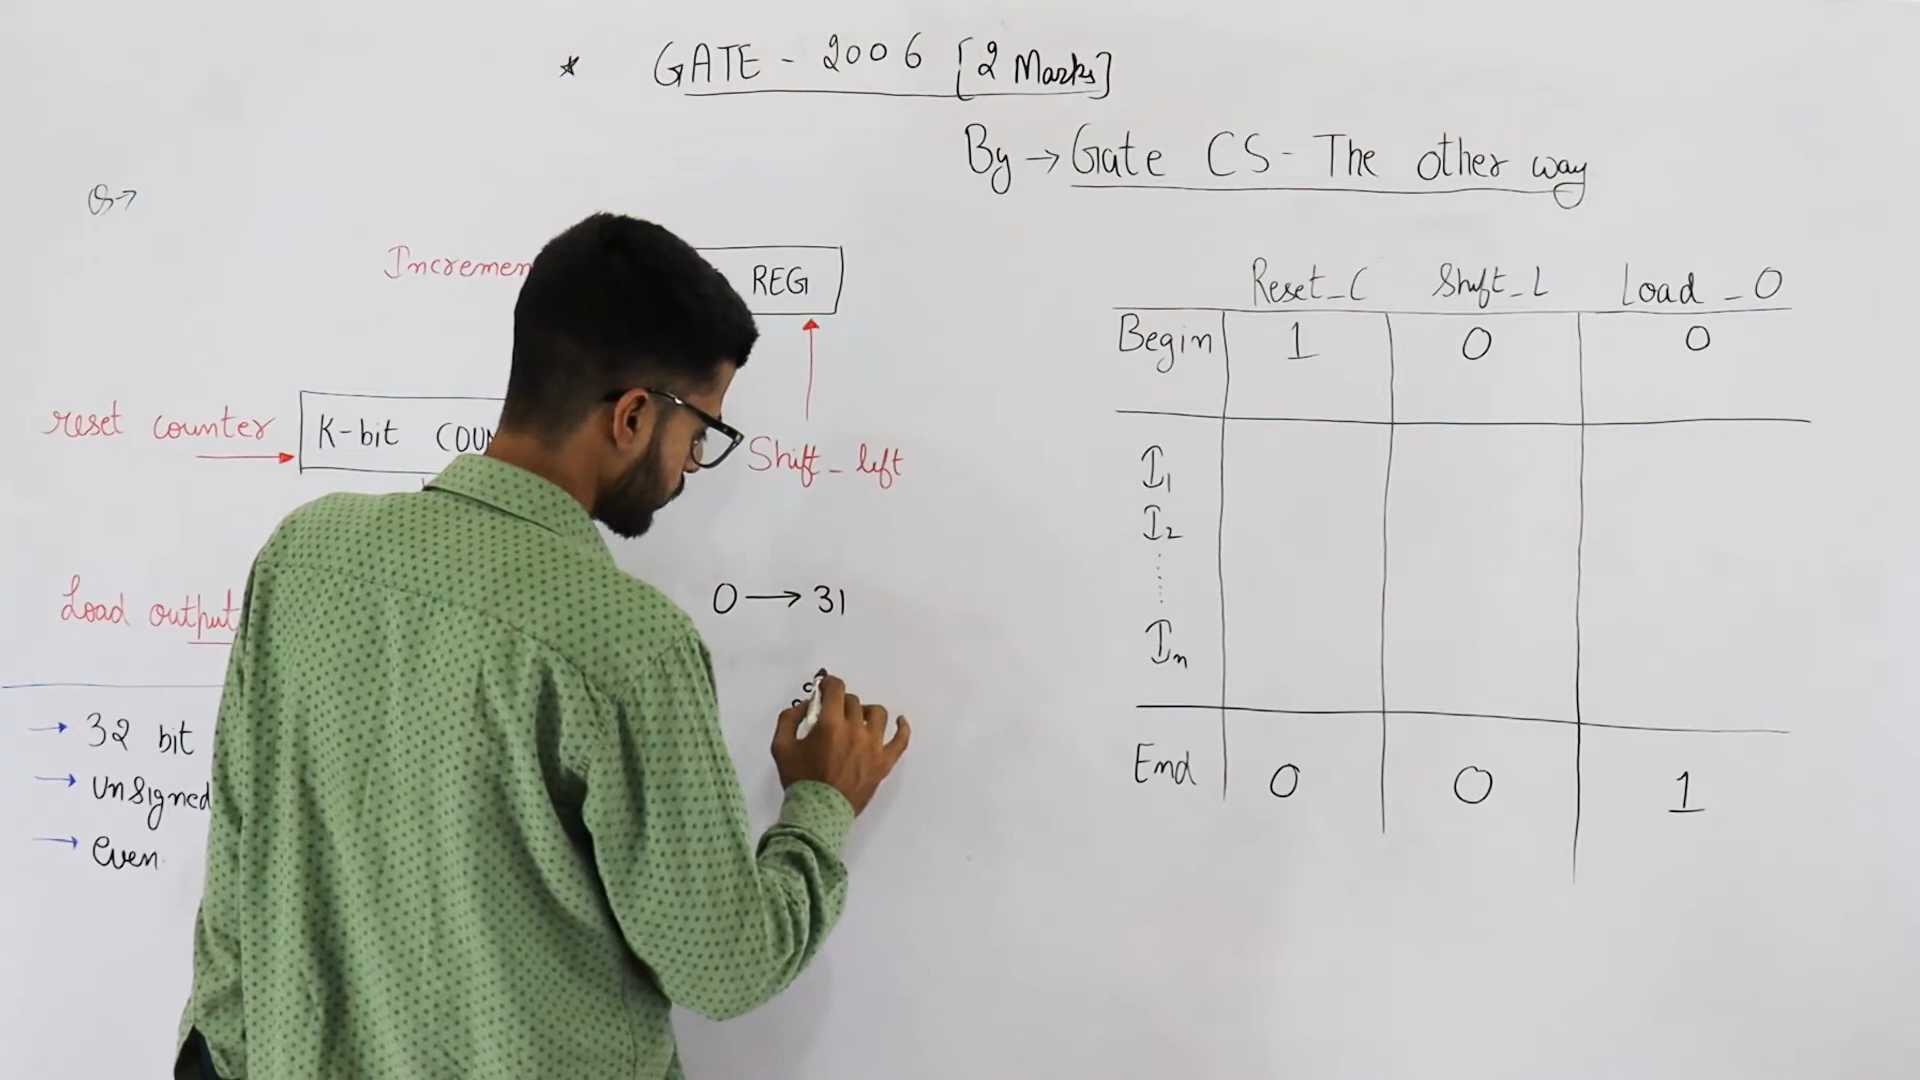 * GATE - 2006 [2 Marks]
By → Gate CS - The other way
Q→
Incremen
REG
reset counter →
K-bit COUN
Shift_left
Load output
0 → 31
→ 32 bit
→ unsigned
→ even
Reset_C Shift_L Load_O
Begin 1 0 0
I1
I2
In
End 0 0 1